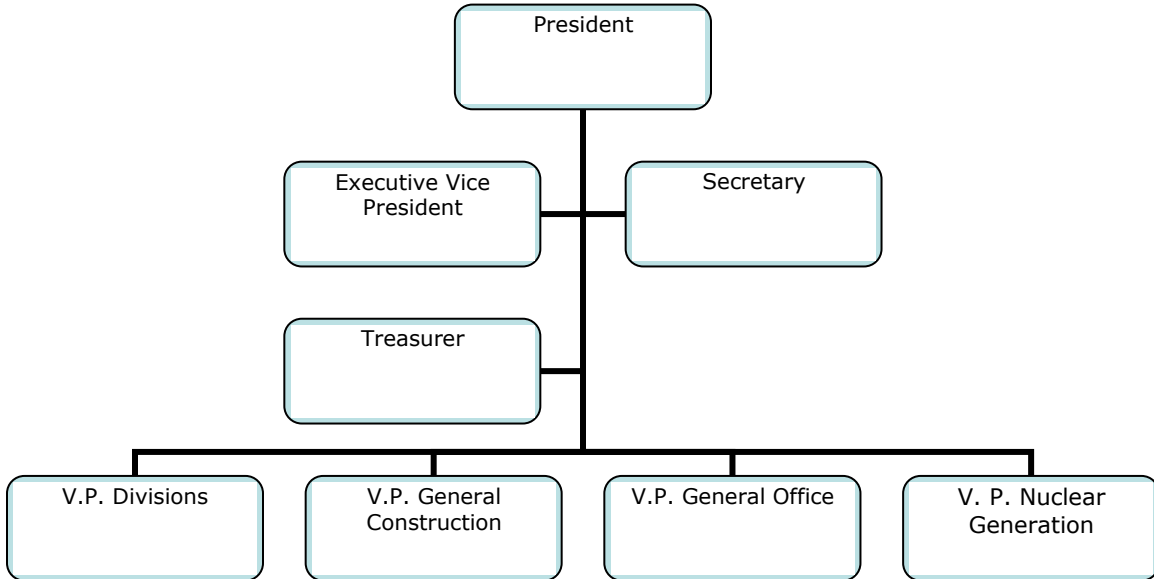 President
Executive Vice
President
Secretary
Treasurer
V.P. Divisions
V.P. General
Construction
V.P. General Office
V. P. Nuclear
Generation